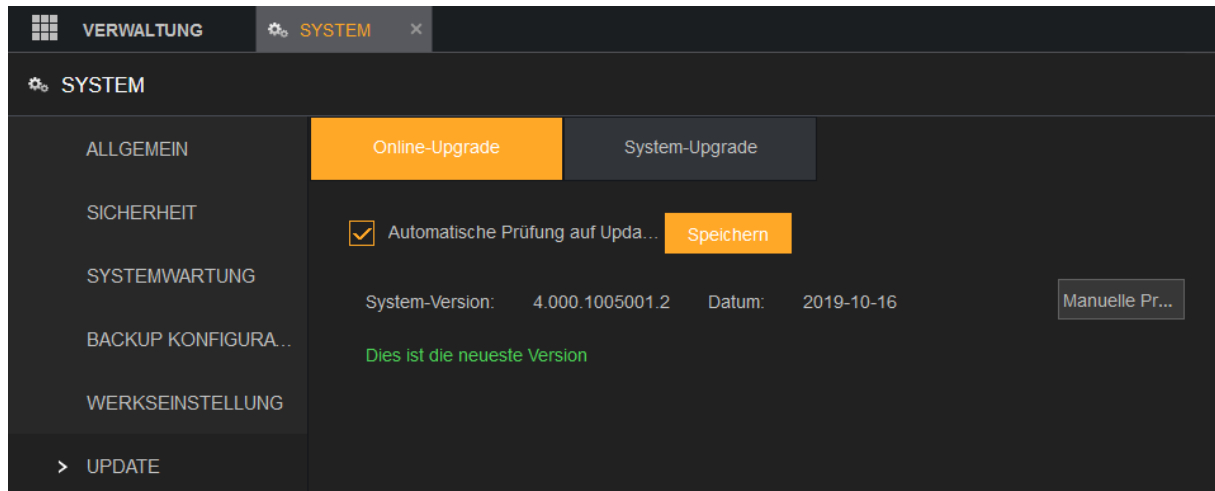 VERWALTUNG SYSTEM ×
SYSTEM
ALLGEMEIN
SICHERHEIT
SYSTEMWARTUNG
BACKUP KONFIGURA...
WERKSEINSTELLUNG
> UPDATE
Online-Upgrade System-Upgrade
Automatische Prüfung auf Upda... Speichern
System-Version: 4.000.1005001.2 Datum: 2019-10-16 Manuelle Pr...
Dies ist die neueste Version